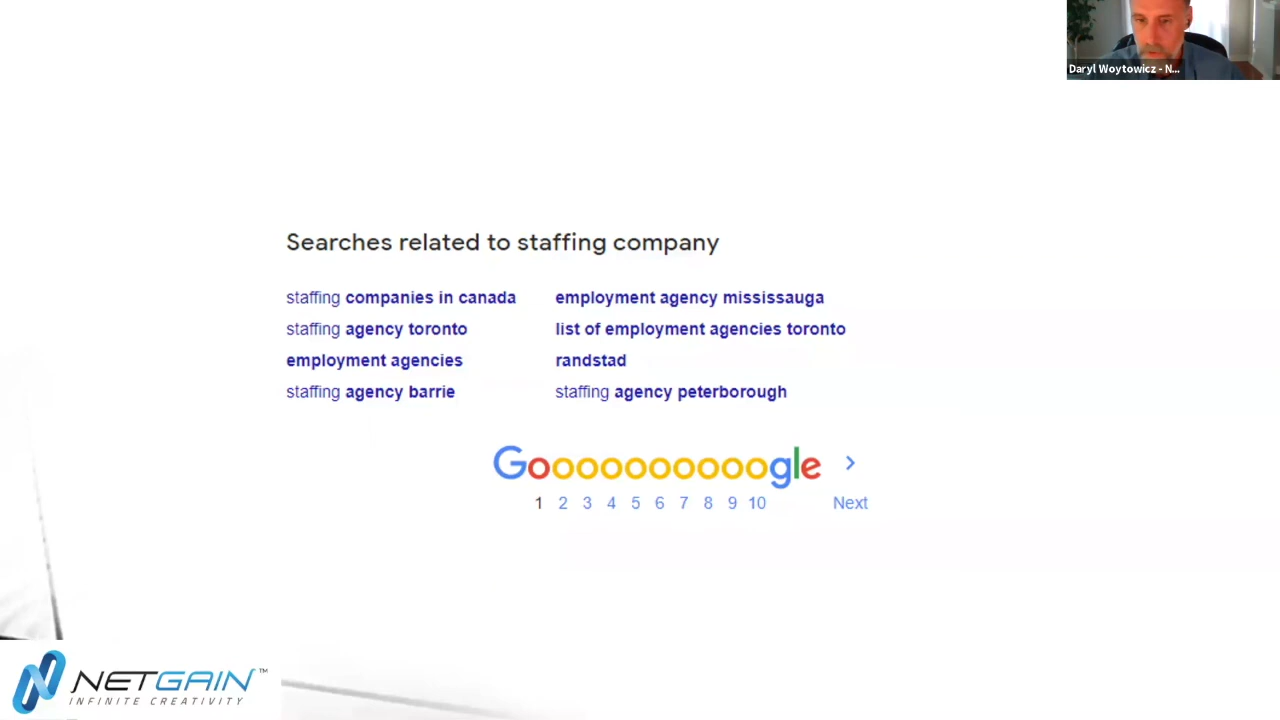 Daryl Woytowicz - N...
Searches related to staffing company
staffing companies in canada
employment agency mississauga
staffing agency toronto
list of employment agencies toronto
employment agencies
randstad
staffing agency barrie
staffing agency peterborough
Goooooooooogle
1 2 3 4 5 6 7 8 9 10 Next
NETGAIN™
INFINITE CREATIVITY